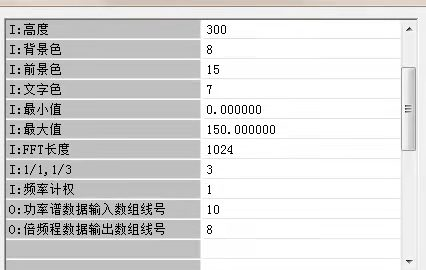 I:高度 300
I:背景色 8
I:前景色 15
I:文字色 7
I:最小值 0.000000
I:最大值 150.000000
I:FFT长度 1024
I:1/1,1/3 3
I:频率计权 1
O:功率谱数据输入数组线号 10
O:倍频程数据输出数组线号 8